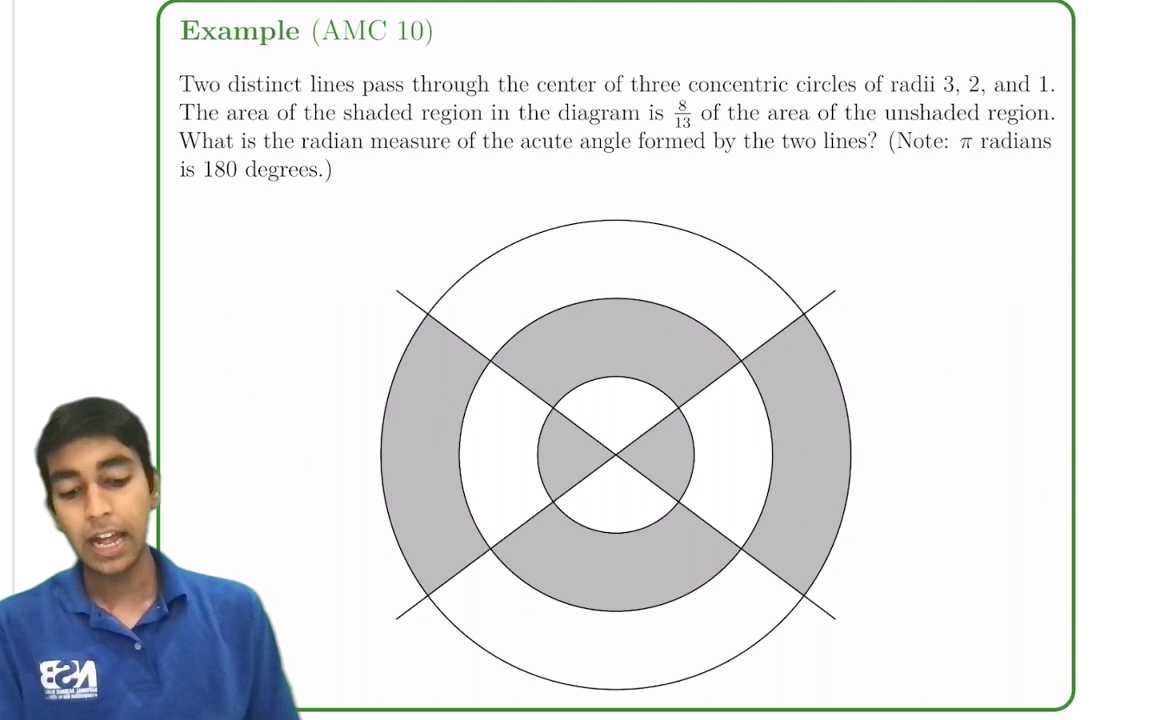 Example (AMC 10)
Two distinct lines pass through the center of three concentric circles of radii 3, 2, and 1.
The area of the shaded region in the diagram is 8/13 of the area of the unshaded region.
What is the radian measure of the acute angle formed by the two lines? (Note: π radians
is 180 degrees.)
NSB